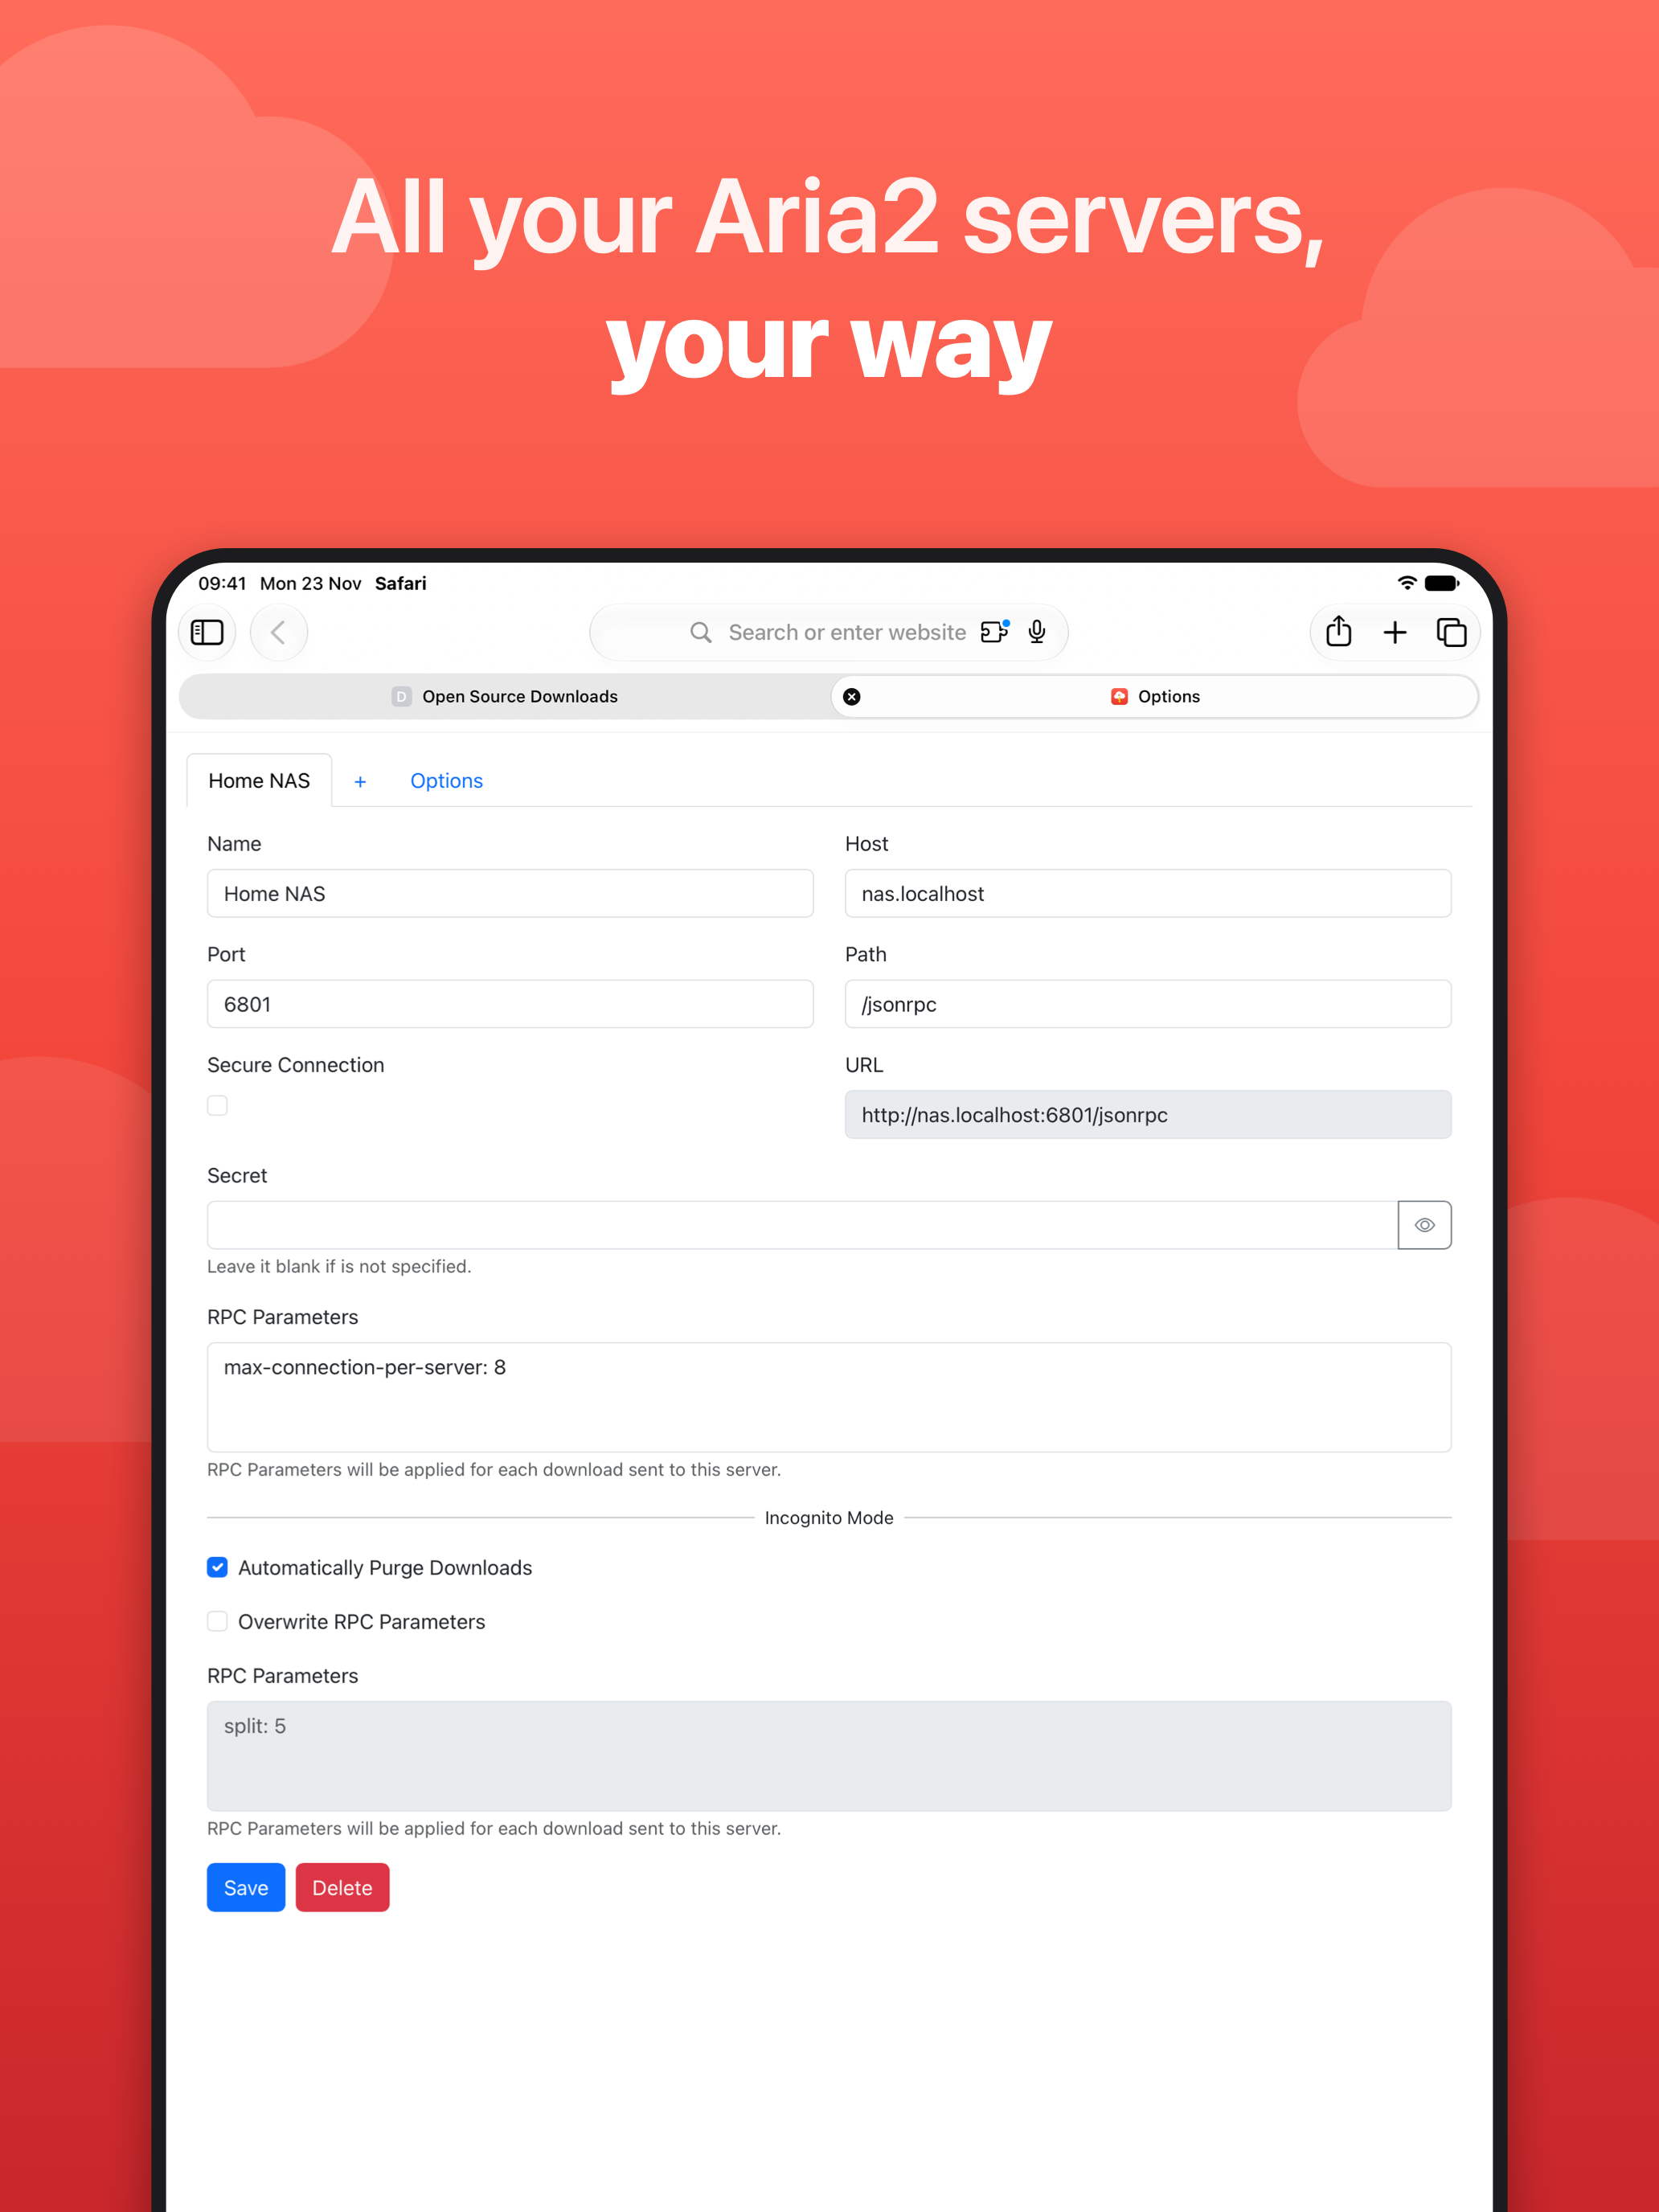 All your Aria2 servers,
your way
09:41 Mon 23 Nov Safari
Search or enter website
D Open Source Downloads
Options
Home NAS + Options
Name
Host
Home NAS
nas.localhost
Port
Path
6801
/jsonrpc
Secure Connection
URL
http://nas.localhost:6801/jsonrpc
Secret
Leave it blank if is not specified.
RPC Parameters
max-connection-per-server: 8
RPC Parameters will be applied for each download sent to this server.
Incognito Mode
Automatically Purge Downloads
Overwrite RPC Parameters
RPC Parameters
split: 5
RPC Parameters will be applied for each download sent to this server.
Save Delete